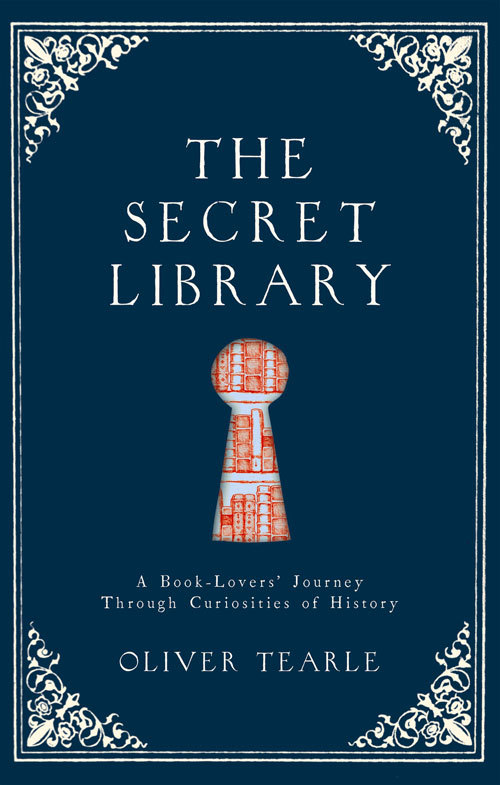 THE
SECRET
LIBRARY
A Book-Lovers' Journey
Through Curiosities of History
OLIVER TEARLE